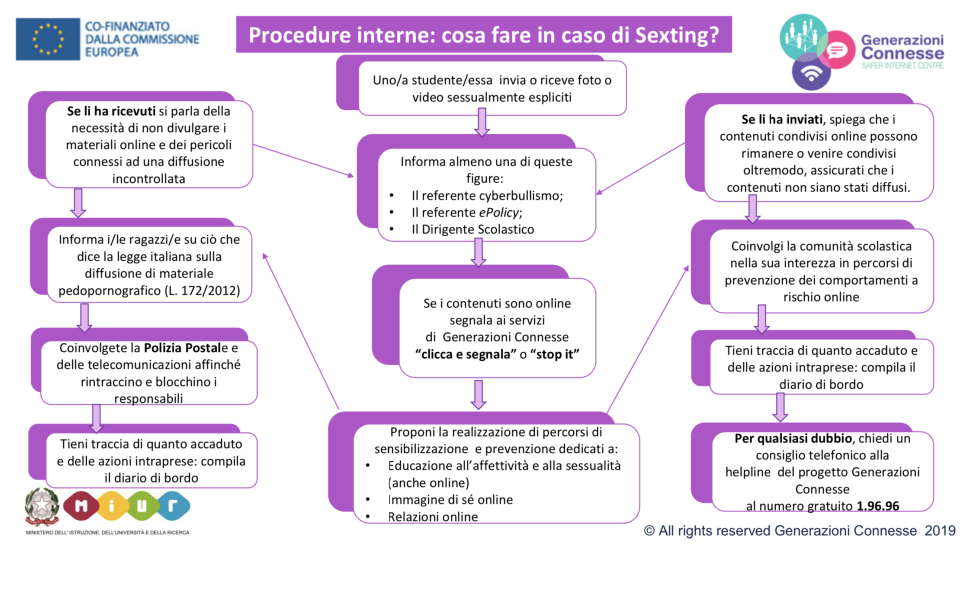 CO-FINANZIATO
DALLA COMMISSIONE
EUROPEA
Procedure interne: cosa fare in caso di Sexting?
Generazioni
Connesse
SAFER INTERNET CENTRE
Uno/a studente/essa invia o riceve foto o
video sessualmente espliciti
Se li ha ricevuti si parla della
necessità di non divulgare i
materiali online e dei pericoli
connessi ad una diffusione
incontrollata
Informa i/le ragazzi/e su ciò che
dice la legge italiana sulla
diffusione di materiale
pedopornografico (L. 172/2012)
Coinvolgete la Polizia Postale e
delle telecomunicazioni affinché
rintraccino e blocchino i
responsabili
Tieni traccia di quanto accaduto
e delle azioni intraprese: compila
il diario di bordo
Informa almeno una di queste
figure:
• Il referente cyberbullismo;
• Il referente ePolicy;
• Il Dirigente Scolastico
Se i contenuti sono online
segnala ai servizi
di Generazioni Connesse
“clicca e segnala” o “stop it”
Proponi la realizzazione di percorsi di
sensibilizzazione e prevenzione dedicati a:
• Educazione all’affettività e alla sessualità
(anche online)
• Immagine di sé online
• Relazioni online
Se li ha inviati, spiega che i
contenuti condivisi online possono
rimanere o venire condivisi
oltremodo, assicurati che i
contenuti non siano stati diffusi.
Coinvolgi la comunità scolastica
nella sua interezza in percorsi di
prevenzione dei comportamenti a
rischio online
Tieni traccia di quanto accaduto e
delle azioni intraprese: compila il
diario di bordo
Per qualsiasi dubbio, chiedi un
consiglio telefonico alla
helpline del progetto Generazioni
Connesse
al numero gratuito 1.96.96
miur
MINISTERO DELL' ISTRUZIONE, DELL'UNIVERSITÀ E DELLA RICERCA
© All rights reserved Generazioni Connesse 2019